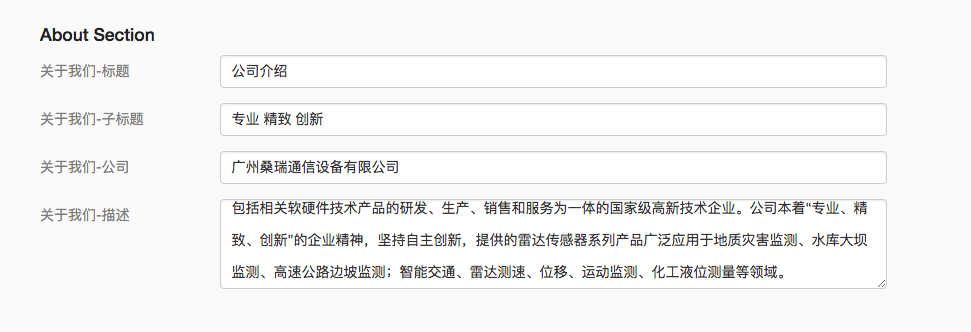 About Section
关于我们-标题
公司介绍
关于我们-子标题
专业 精致 创新
关于我们-公司
广州桑瑞通信设备有限公司
关于我们-描述
包括相关软硬件技术产品的研发、生产、销售和服务为一体的国家级高新技术企业。公司本着“专业、精
致、创新”的企业精神，坚持自主创新，提供的雷达传感器系列产品广泛应用于地质灾害监测、水库大坝
监测、高速公路边坡监测；智能交通、雷达测速、位移、运动监测、化工液位测量等领域。